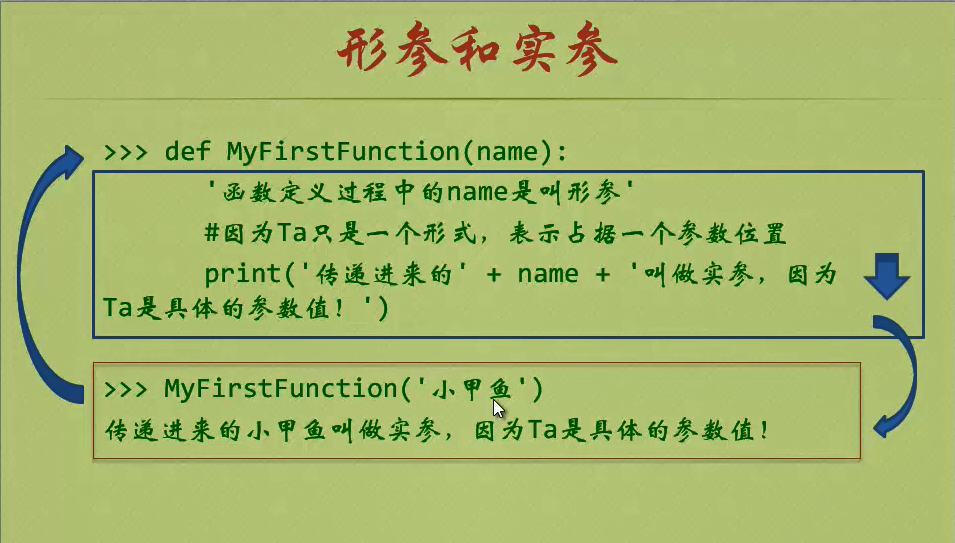 形参和实参
>>> def MyFirstFunction(name):
'函数定义过程中的name是叫形参'
#因为Ta只是一个形式，表示占据一个参数位置
print('传递进来的' + name + '叫做实参，因为
Ta是具体的参数值！')
>>> MyFirstFunction('小甲鱼')
传递进来的小甲鱼叫做实参，因为Ta是具体的参数值！